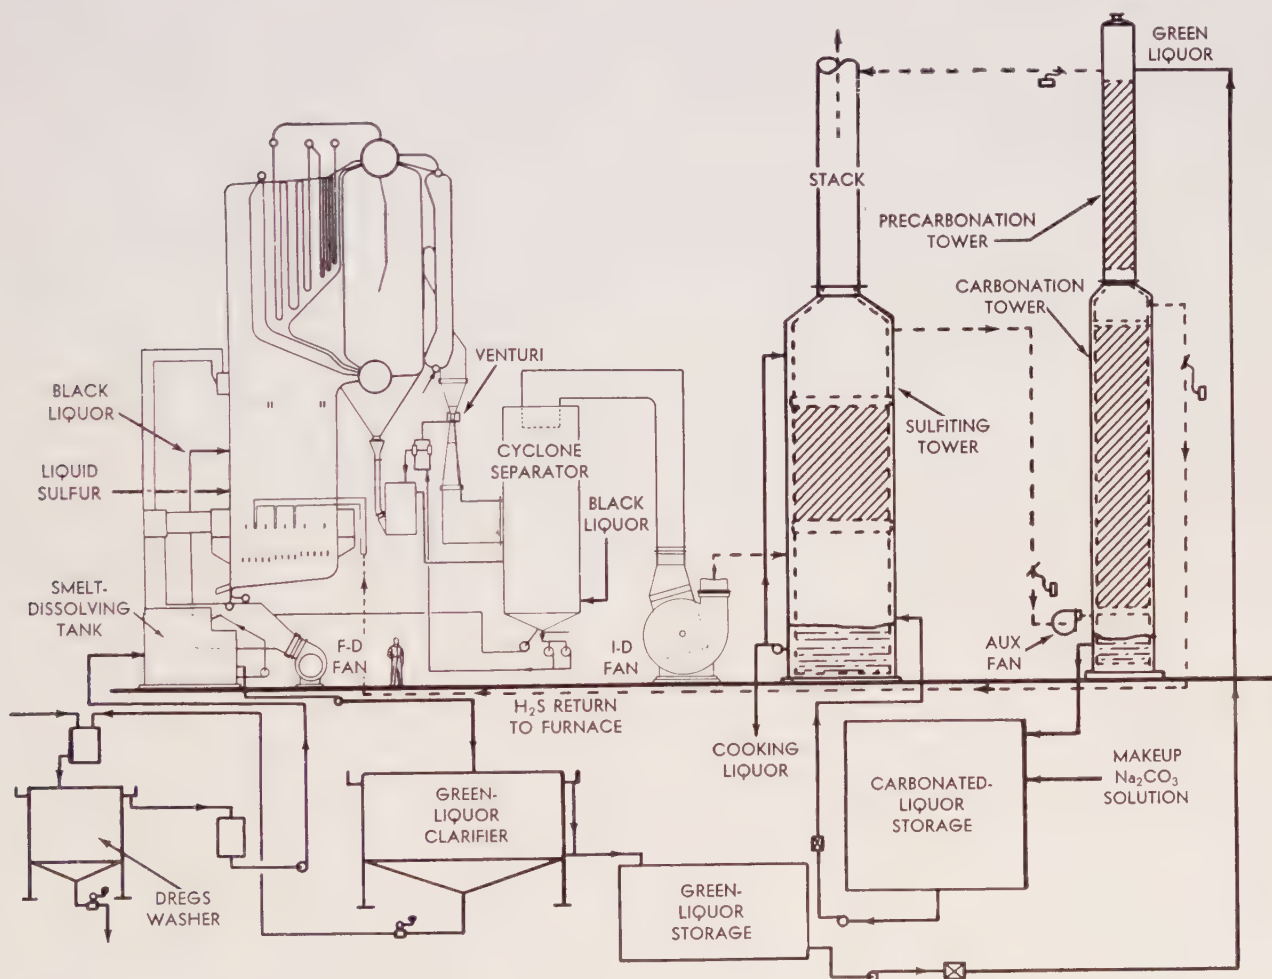 GREEN
LIQUOR
STACK
PRECARBONATION
TOWER
CARBONATION
TOWER
VENTURI
BLACK
LIQUOR
SULFITING
TOWER
CYCLONE
SEPARATOR
LIQUID
SULFUR
BLACK
LIQUOR
SMELT-
DISSOLVING
TANK
F-D
FAN
I-D
FAN
AUX
FAN
H2S RETURN
TO FURNACE
COOKING
LIQUOR
MAKEUP
Na2CO3
SOLUTION
CARBONATED-
LIQUOR
STORAGE
GREEN-
LIQUOR
CLARIFIER
DREGS
WASHER
GREEN-
LIQUOR
STORAGE